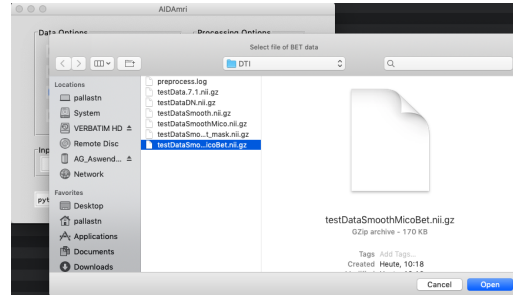 AIDAmri
Data Options
Processing Options
Select file of BET data
DTI
Locations
pallastn
System
VERBATIM HD
Remote Disc
AG_Aswend...
Network
Favorites
Desktop
pallastn
Applications
Documents
Downloads
preprocess.log
testData.7.1.nii.gz
testDataDN.nii.gz
testDataSmooth.nii.gz
testDataSmoothMico.nii.gz
testDataSmo...t_mask.nii.gz
testDataSmo...icoBet.nii.gz
testDataSmoothMicoBet.nii.gz
GZip archive - 170 KB
Tags Add Tags...
Created Heute, 10:18
Inp
pyt
Cancel
Open